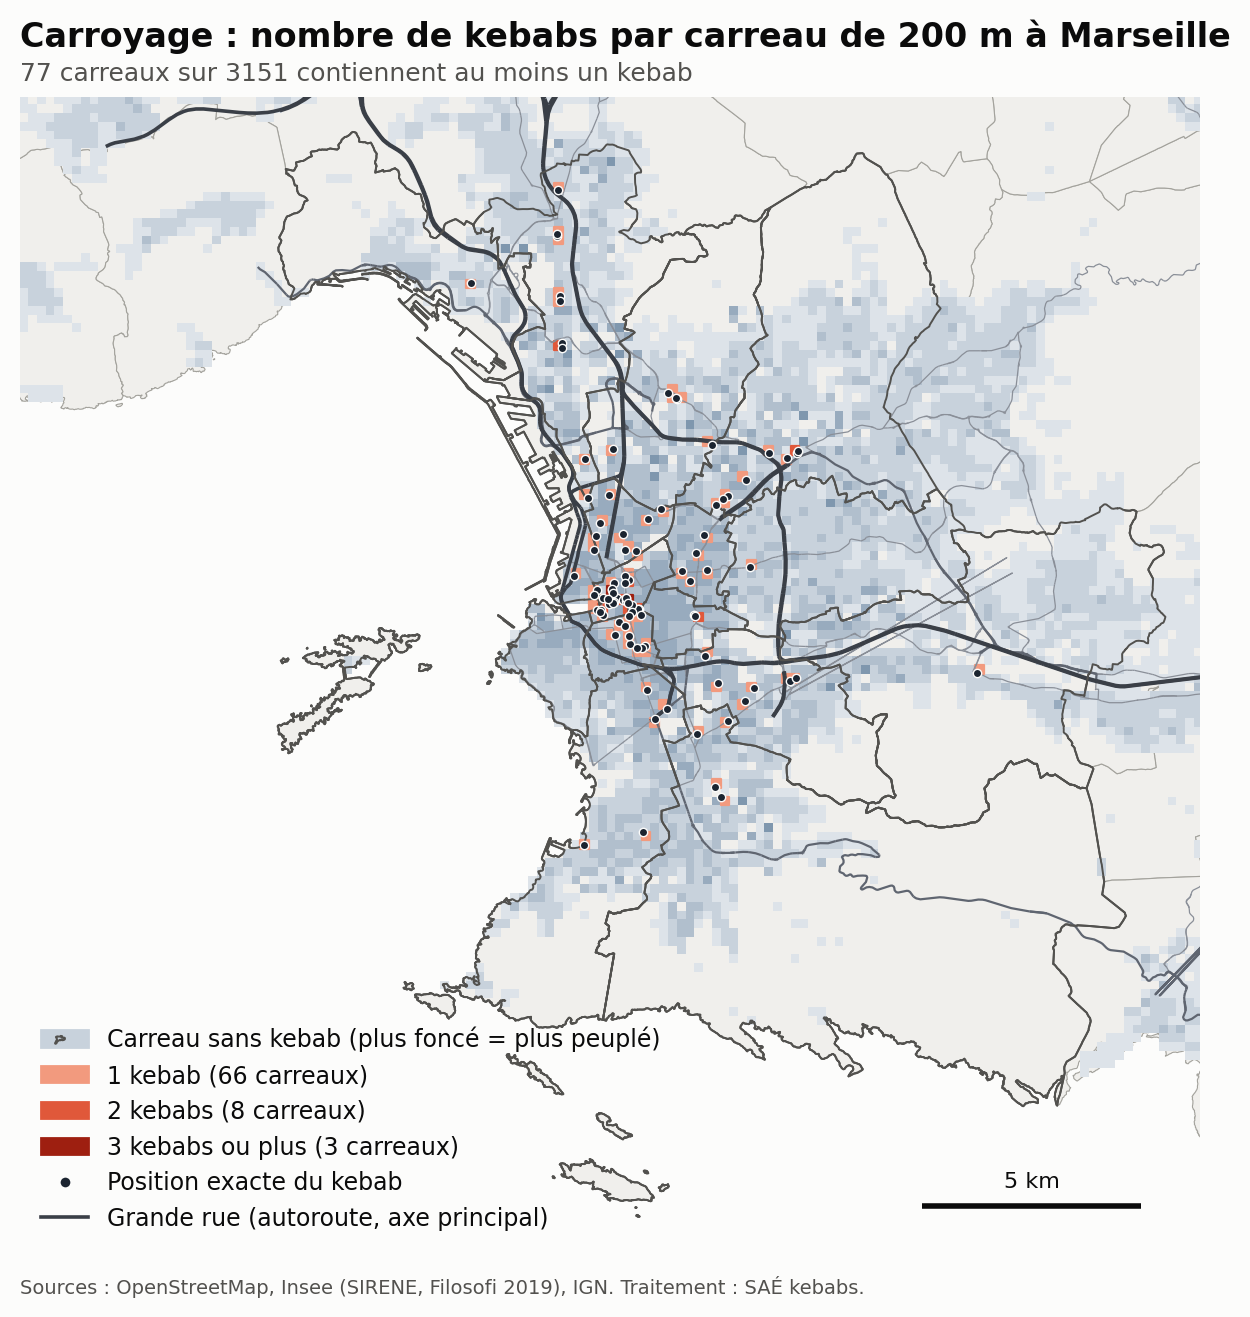 Carroyage : nombre de kebabs par carreau de 200 m à Marseille
77 carreaux sur 3151 contiennent au moins un kebab
Carreau sans kebab (plus foncé = plus peuplé)
1 kebab (66 carreaux)
2 kebabs (8 carreaux)
3 kebabs ou plus (3 carreaux)
Position exacte du kebab
Grande rue (autoroute, axe principal)
5 km
Sources : OpenStreetMap, Insee (SIRENE, Filosofi 2019), IGN. Traitement : SAÉ kebabs.